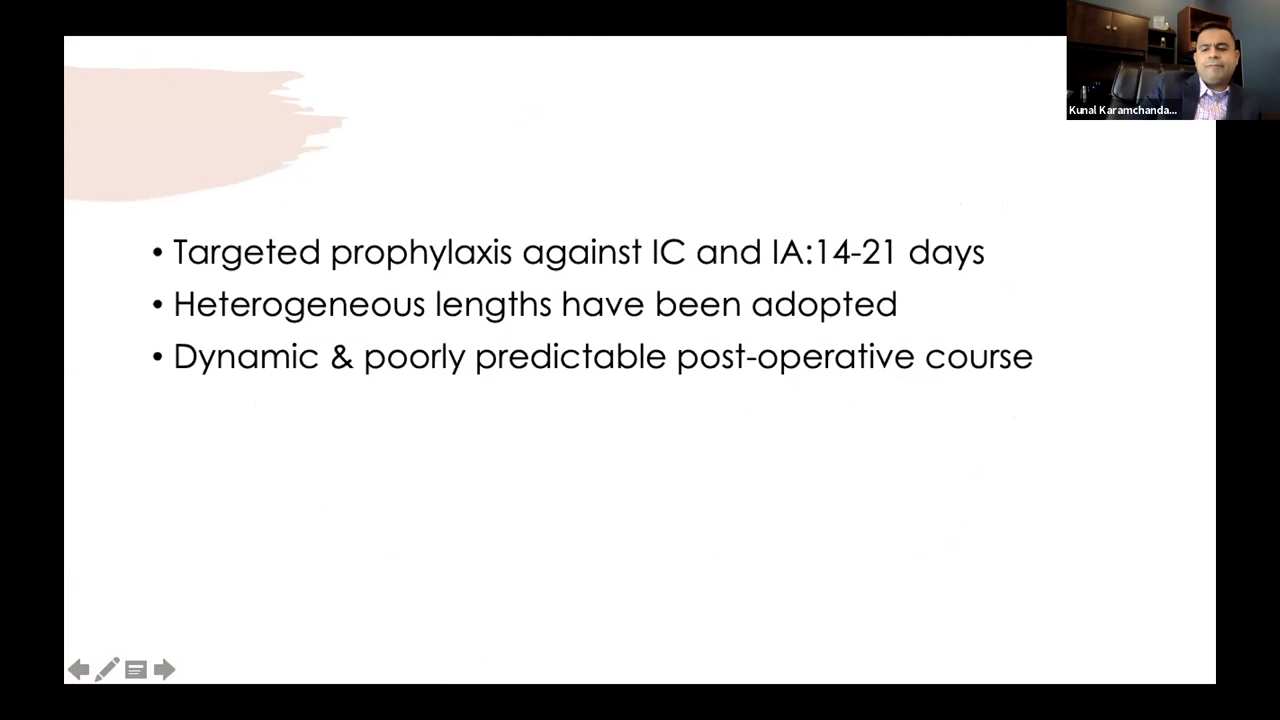 Kunal Karamchanda...
• Targeted prophylaxis against IC and IA:14-21 days
• Heterogeneous lengths have been adopted
• Dynamic & poorly predictable post-operative course